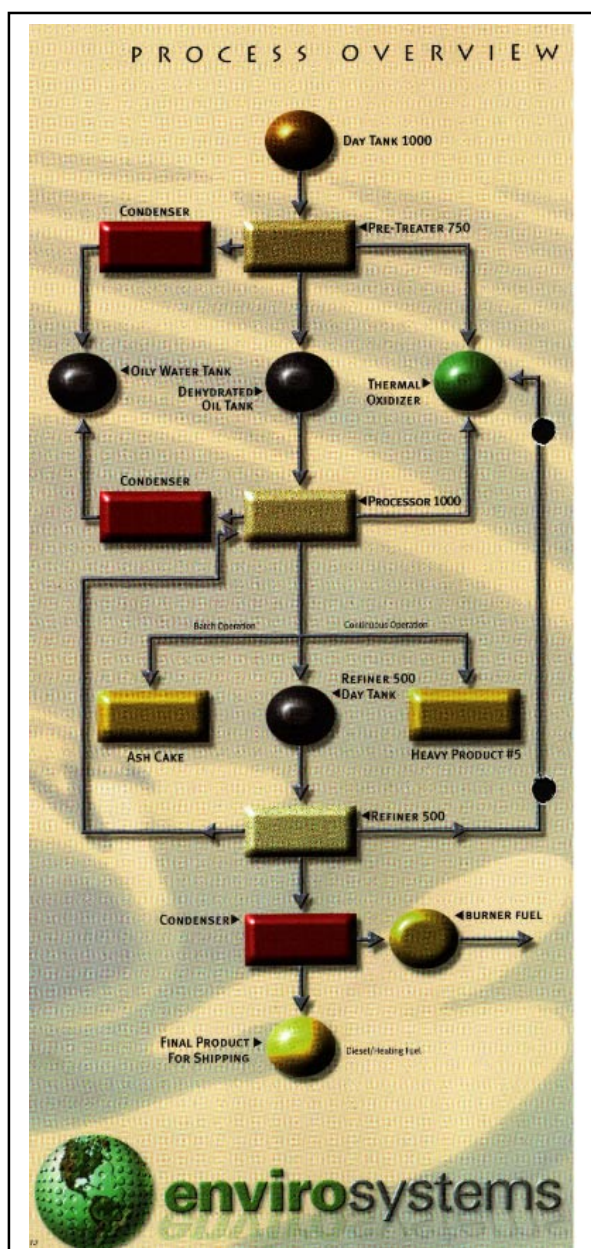 PROCESS OVERVIEW
DAY TANK 1000
CONDENSER
PRE-TREATER 750
OILY WATER TANK
DEHYDRATED
OIL TANK
THERMAL
OXIDIZER
CONDENSER
PROCESSOR 1000
Batch Operation
Continuous Operation
REFINER 500
DAY TANK
ASH CAKE
HEAVY PRODUCT #5
REFINER 500
CONDENSER
BURNER FUEL
FINAL PRODUCT
FOR SHIPPING
Diesel/Heating Fuel
envirosystems